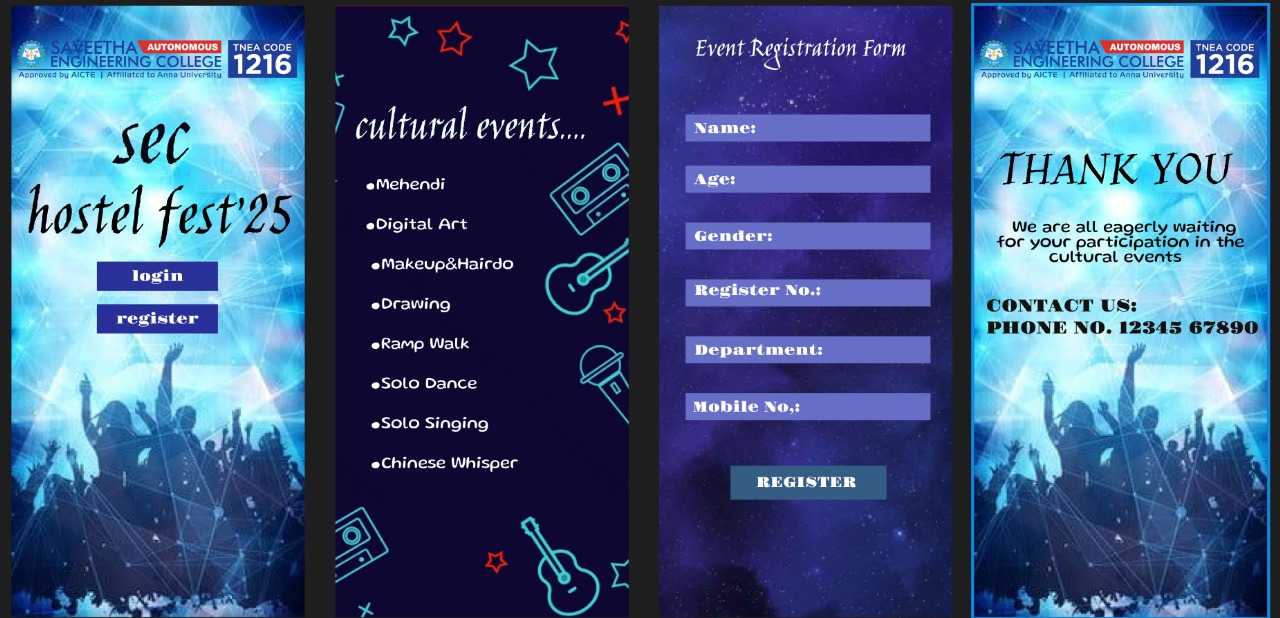 SAVEETHA AUTONOMOUS
ENGINEERING COLLEGE
Approved by AICTE | Affiliated to Anna University
TNEA CODE
1216
sec
hostel fest'25
login
register
cultural events....
•Mehendi
•Digital Art
•Makeup&Hairdo
•Drawing
•Ramp Walk
•Solo Dance
•Solo Singing
•Chinese Whisper
Event Registration Form
Name:
Age:
Gender:
Register No.:
Department:
Mobile No,:
REGISTER
SAVEETHA AUTONOMOUS
ENGINEERING COLLEGE
Approved by AICTE | Affiliated to Anna University
TNEA CODE
1216
THANK YOU
We are all eagerly waiting
for your participation in the
cultural events
CONTACT US:
PHONE NO. 12345 67890